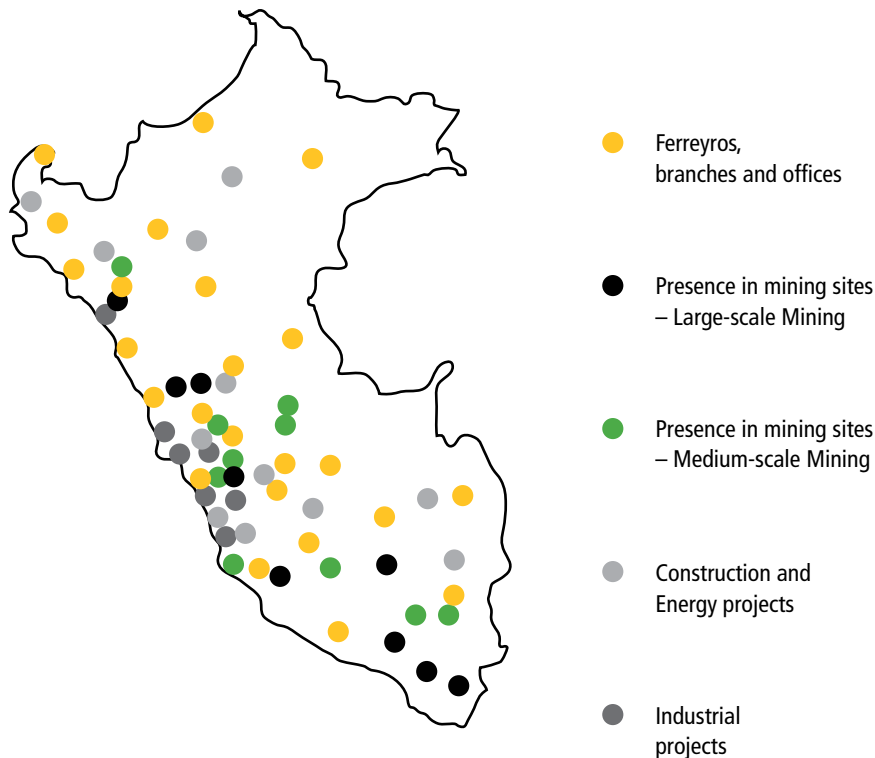 Ferreyros,
branches and offices
Presence in mining sites
– Large-scale Mining
Presence in mining sites
– Medium-scale Mining
Construction and
Energy projects
Industrial
projects